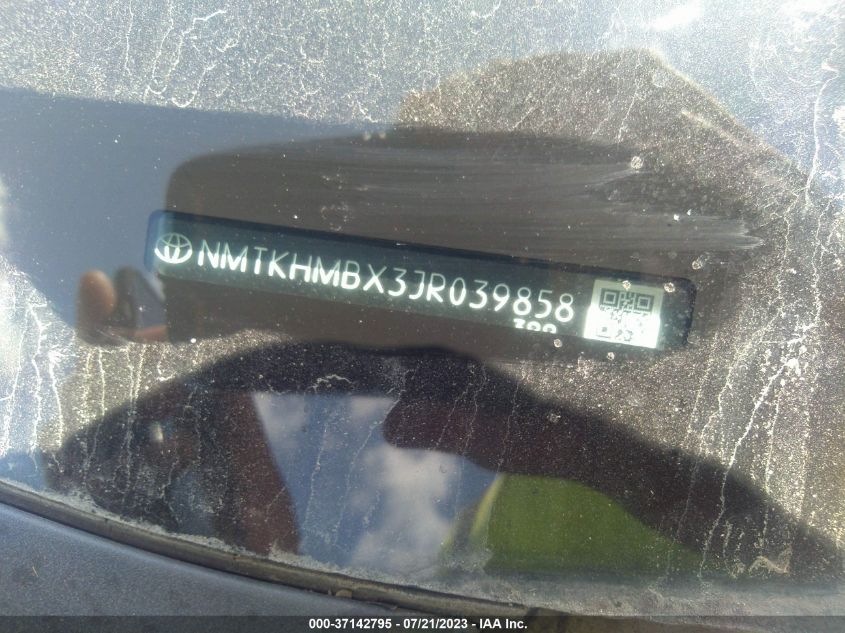 NMTKHMBX3JR039858
000-37142795 - 07/21/2023 - IAA Inc.